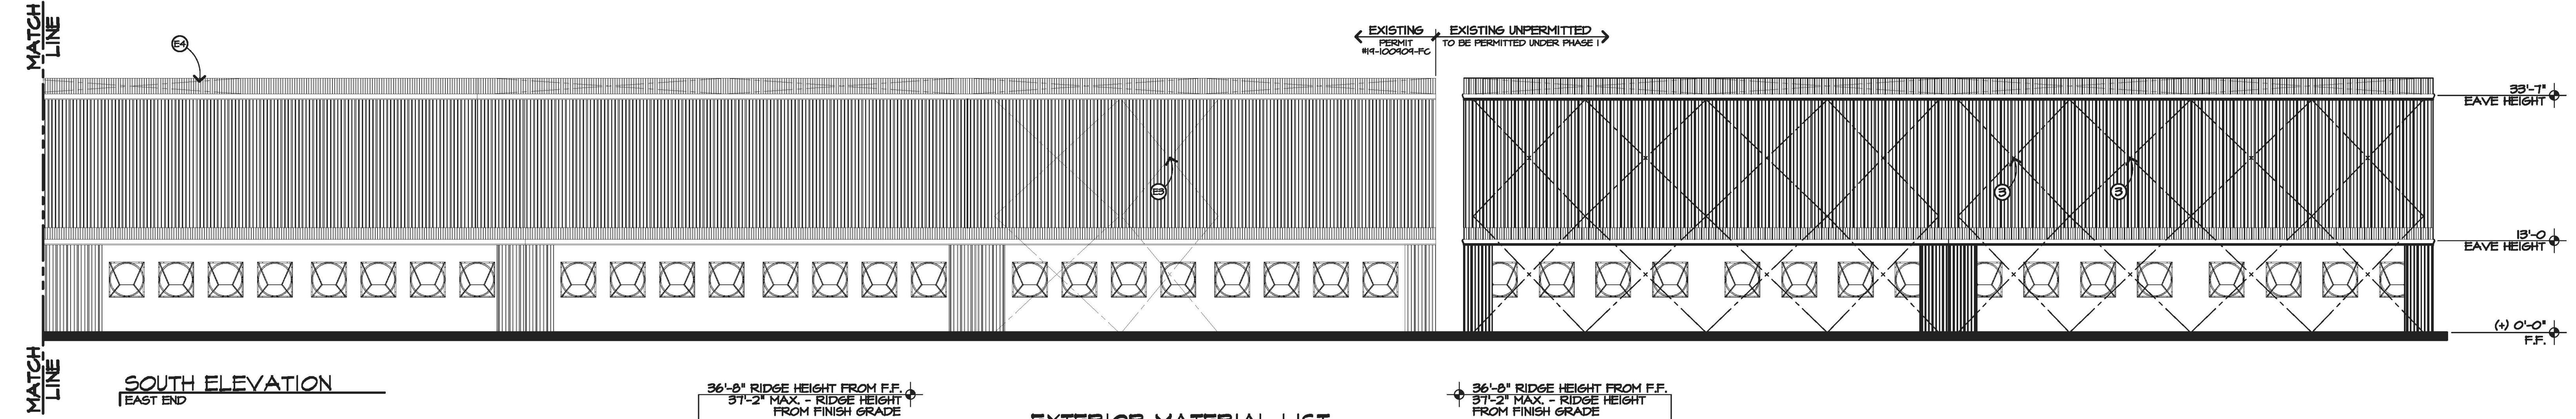 MATCH
LINE
E4
EXISTING
PERMIT
#19-100909-FC
EXISTING UNPERMITTED
TO BE PERMITTED UNDER PHASE 1
33'-7"
EAVE HEIGHT
3
3
13'-0
EAVE HEIGHT
(+) 0'-0"
F.F.
MATCH
LINE
SOUTH ELEVATION
EAST END
36'-8" RIDGE HEIGHT FROM F.F.
37'-2" MAX. - RIDGE HEIGHT
FROM FINISH GRADE
EXTERIOR MATERIAL LIST
36'-8" RIDGE HEIGHT FROM F.F.
37'-2" MAX. - RIDGE HEIGHT
FROM FINISH GRADE